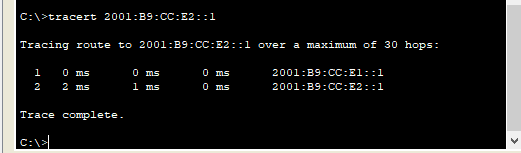 C:\>tracert 2001:B9:CC:E2::1
Tracing route to 2001:B9:CC:E2::1 over a maximum of 30 hops:
1 0 ms 0 ms 0 ms 2001:B9:CC:E1::1
2 2 ms 1 ms 0 ms 2001:B9:CC:E2::1
Trace complete.
C:\>